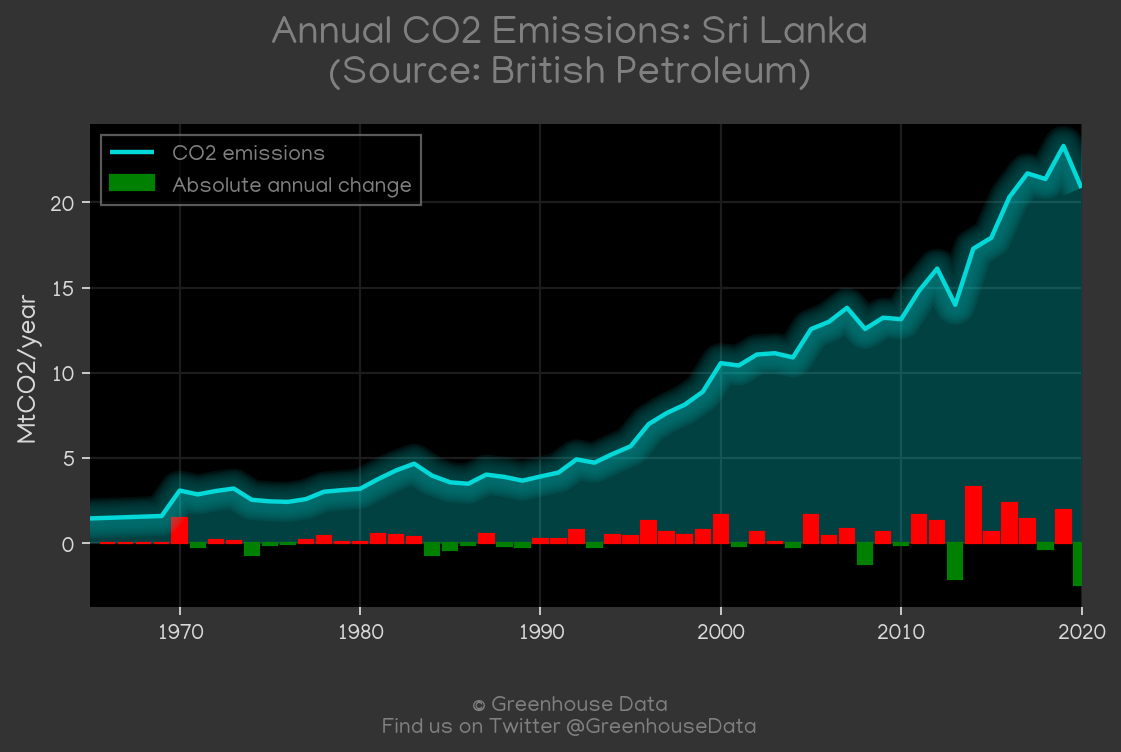 Annual CO2 Emissions: Sri Lanka
(Source: British Petroleum)
CO2 emissions
Absolute annual change
MtCO2/year
20
15
10
5
0
1970 1980 1990 2000 2010 2020
© Greenhouse Data
Find us on Twitter @GreenhouseData